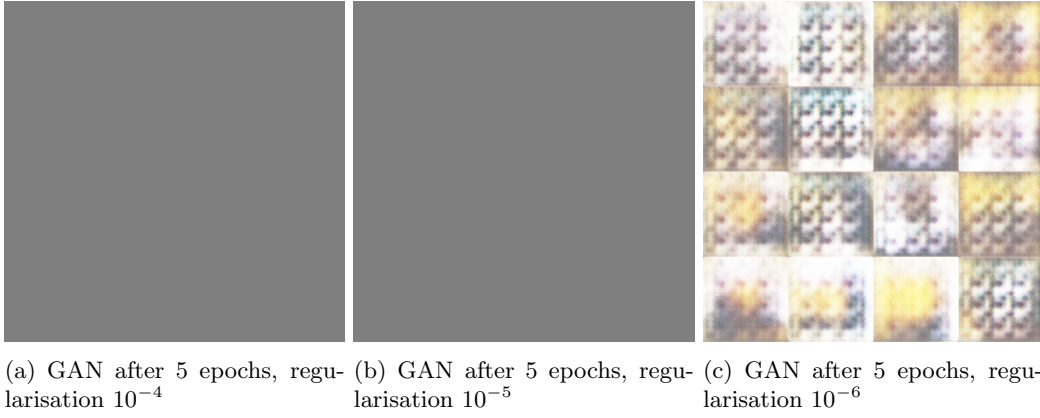 (a) GAN after 5 epochs, regu-
larisation 10⁻⁴
(b) GAN after 5 epochs, regu-
larisation 10⁻⁵
(c) GAN after 5 epochs, regu-
larisation 10⁻⁶